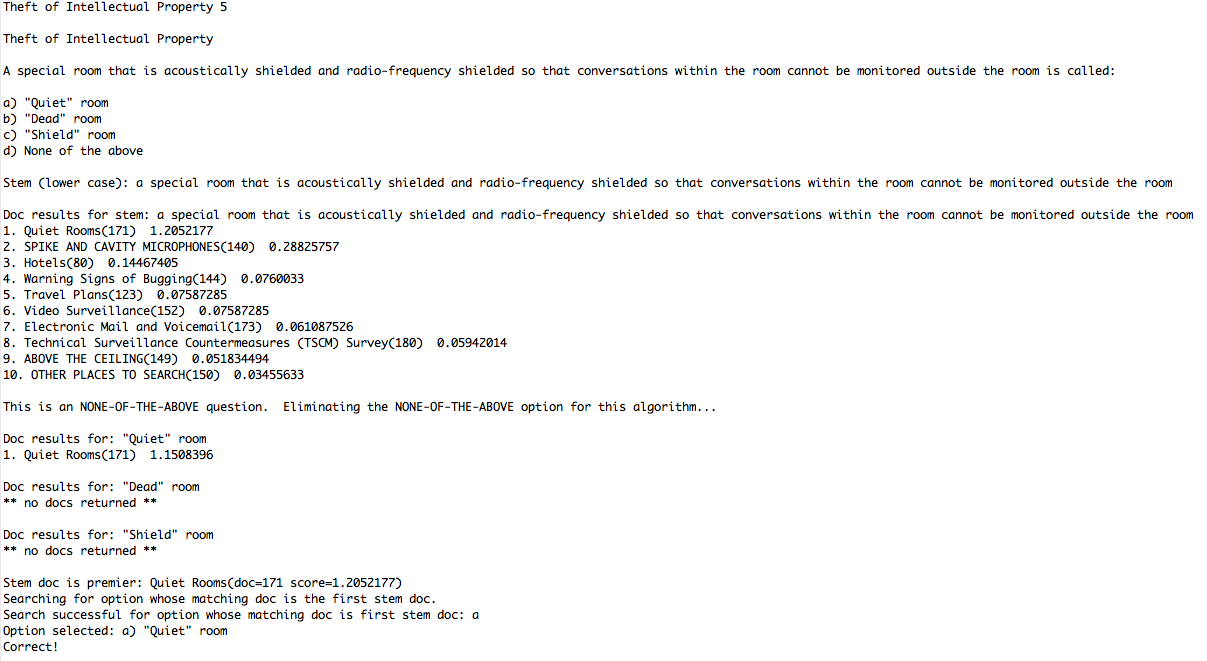 Theft of Intellectual Property 5
Theft of Intellectual Property
A special room that is acoustically shielded and radio-frequency shielded so that conversations within the room cannot be monitored outside the room is called:
a) "Quiet" room
b) "Dead" room
c) "Shield" room
d) None of the above
Stem (lower case): a special room that is acoustically shielded and radio-frequency shielded so that conversations within the room cannot be monitored outside the room
Doc results for stem: a special room that is acoustically shielded and radio-frequency shielded so that conversations within the room cannot be monitored outside the room
1. Quiet Rooms(171)  1.2052177
2. SPIKE AND CAVITY MICROPHONES(140)  0.28825757
3. Hotels(80)  0.14467405
4. Warning Signs of Bugging(144)  0.0760033
5. Travel Plans(123)  0.07587285
6. Video Surveillance(152)  0.07587285
7. Electronic Mail and Voicemail(173)  0.061087526
8. Technical Surveillance Countermeasures (TSCM) Survey(180)  0.05942014
9. ABOVE THE CEILING(149)  0.051834494
10. OTHER PLACES TO SEARCH(150)  0.03455633
This is an NONE-OF-THE-ABOVE question.  Eliminating the NONE-OF-THE-ABOVE option for this algorithm...
Doc results for: "Quiet" room
1. Quiet Rooms(171)  1.1508396
Doc results for: "Dead" room
** no docs returned **
Doc results for: "Shield" room
** no docs returned **
Stem doc is premier: Quiet Rooms(doc=171 score=1.2052177)
Searching for option whose matching doc is the first stem doc.
Search successful for option whose matching doc is first stem doc: a
Option selected: a) "Quiet" room
Correct!